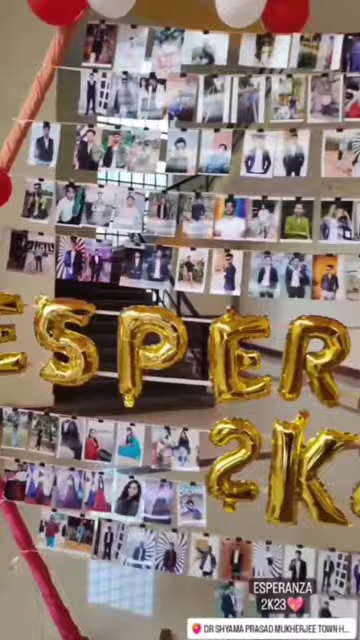 ESPER
2K
ESPERANZA
2K23💖
DR SHYAMA PRASAD MUKHERJEE TOWN H...